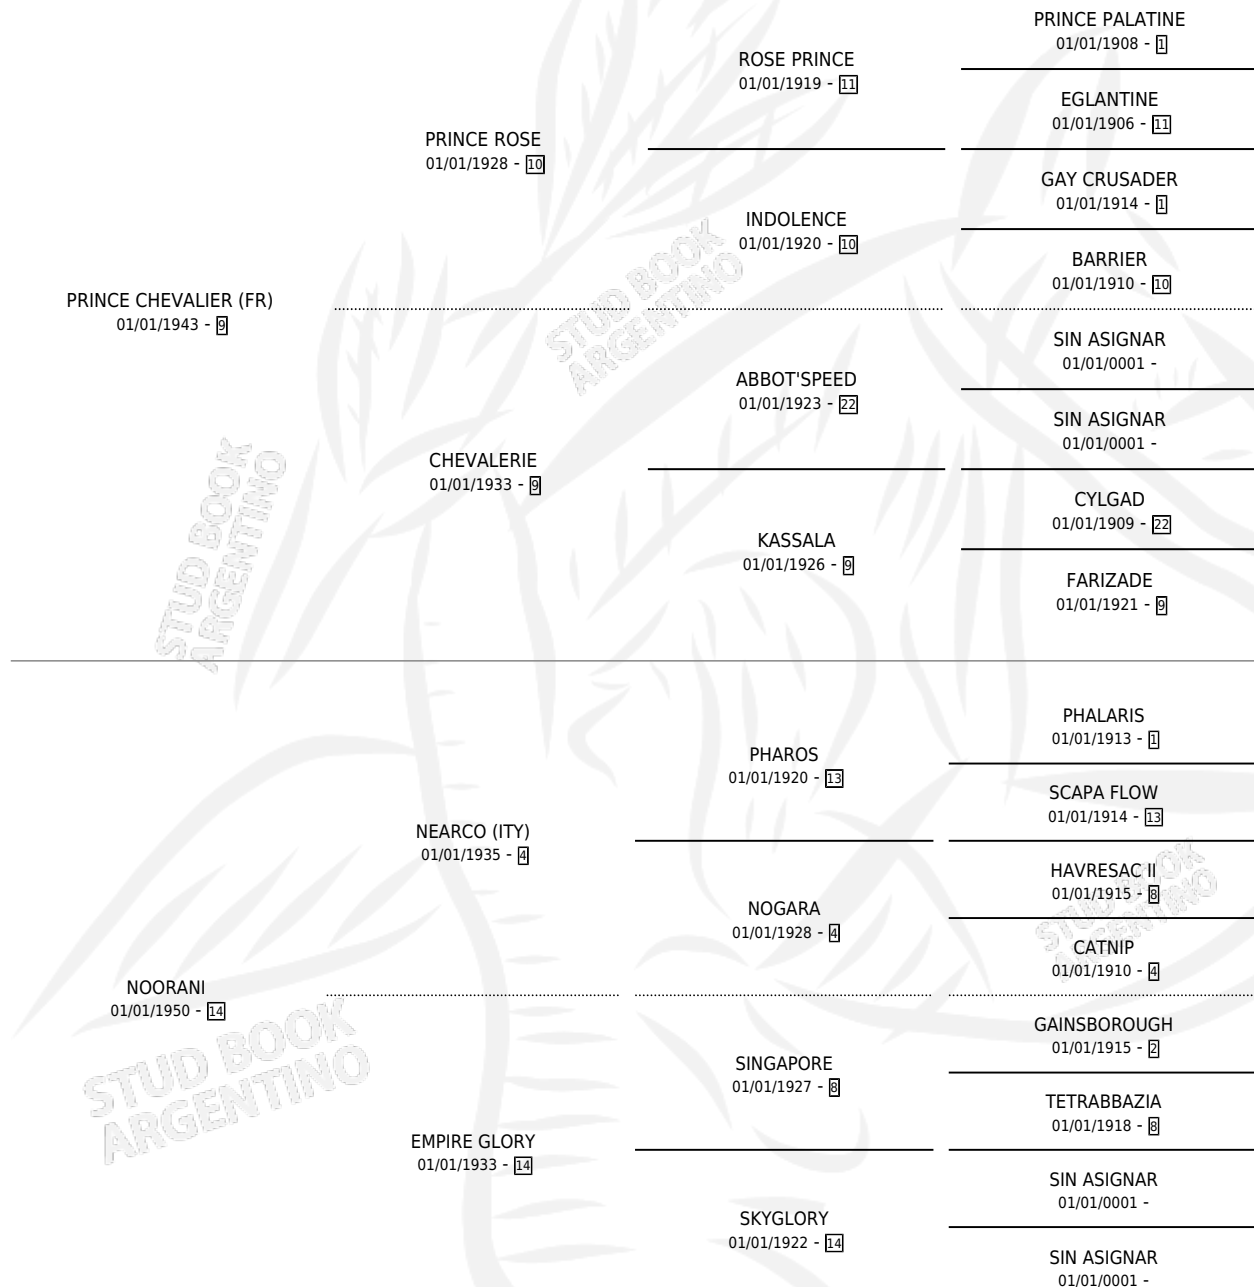 PRINCE PALATINE
01/01/1908 - 1
ROSE PRINCE
01/01/1919 - 11
EGLANTINE
01/01/1906 - 11
PRINCE ROSE
01/01/1928 - 10
GAY CRUSADER
01/01/1914 - 1
INDOLENCE
01/01/1920 - 10
BARRIER
01/01/1910 - 10
PRINCE CHEVALIER (FR)
01/01/1943 - 9
SIN ASIGNAR
01/01/0001 -
ABBOT'SPEED
01/01/1923 - 22
SIN ASIGNAR
01/01/0001 -
CHEVALERIE
01/01/1933 - 9
CYLGAD
01/01/1909 - 22
KASSALA
01/01/1926 - 9
FARIZADE
01/01/1921 - 9
PHALARIS
01/01/1913 - 1
PHAROS
01/01/1920 - 13
SCAPA FLOW
01/01/1914 - 13
NEARCO (ITY)
01/01/1935 - 4
HAVRESAC II
01/01/1915 - 8
NOGARA
01/01/1928 - 4
CATNIP
01/01/1910 - 4
NOORANI
01/01/1950 - 14
GAINSBOROUGH
01/01/1915 - 2
SINGAPORE
01/01/1927 - 8
TETRABBAZIA
01/01/1918 - 8
EMPIRE GLORY
01/01/1933 - 14
SIN ASIGNAR
01/01/0001 -
SKYGLORY
01/01/1922 - 14
SIN ASIGNAR
01/01/0001 -
STUD BOOK
ARGENTINO
STUD BOOK
ARGENTINO
STUD BOOK
ARGENTINO
STUD BOOK
ARGENTINO